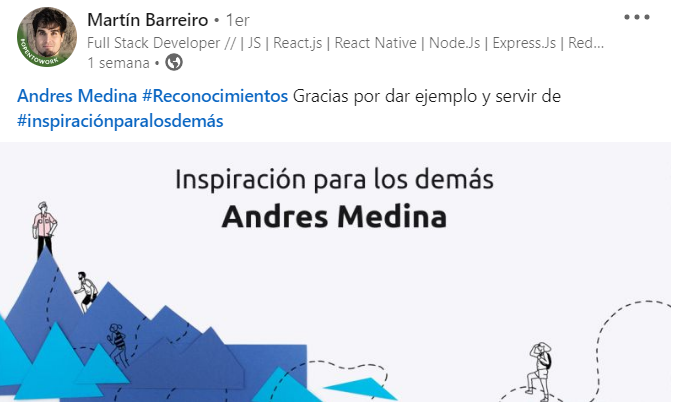 Martín Barreiro • 1er
Full Stack Developer // | JS | React.js | React Native | Node.Js | Express.Js | Red...
1 semana •
#OPENTOWORK
Andres Medina #Reconocimientos Gracias por dar ejemplo y servir de
#inspiraciónparalosdemás
Inspiración para los demás
Andres Medina